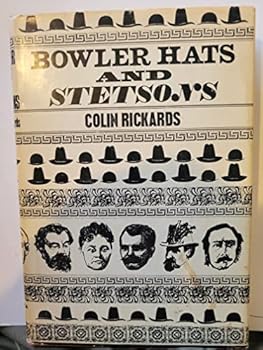 BOWLER HATS
AND
STETSONS
COLIN RICKARDS